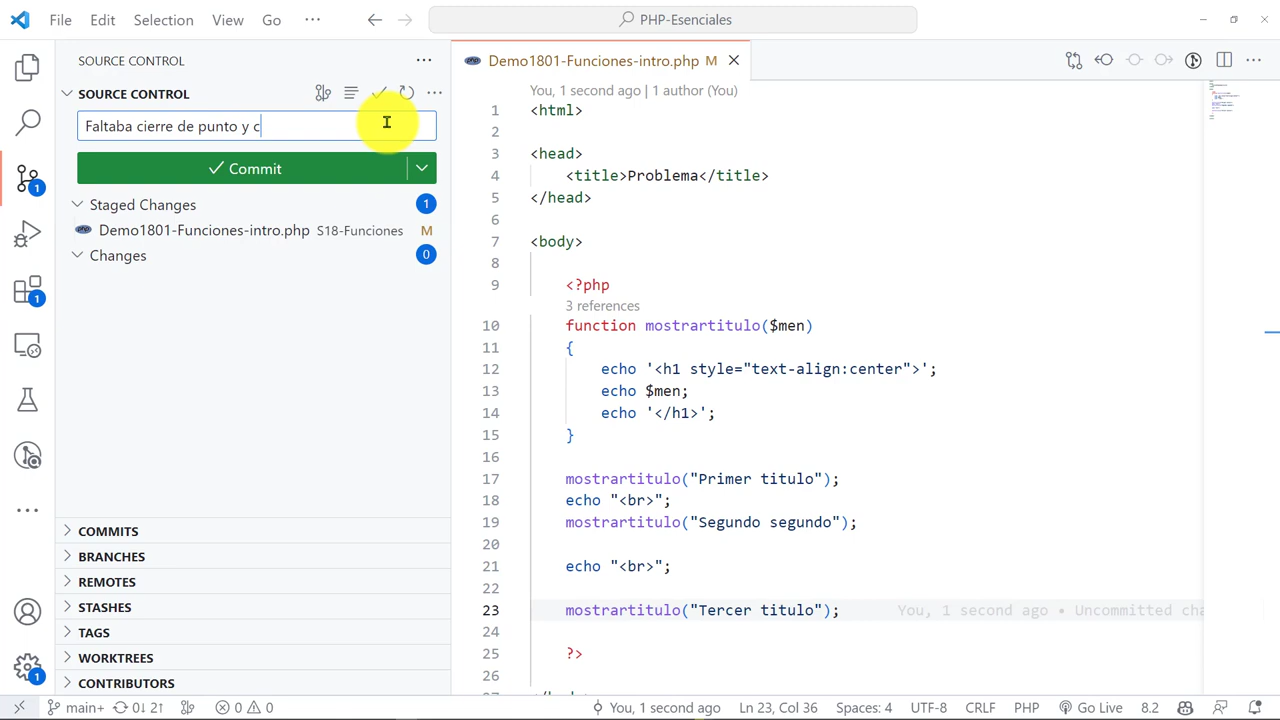 File Edit Selection View Go ··· PHP-Esenciales
SOURCE CONTROL ···
SOURCE CONTROL ···
Faltaba cierre de punto y c
Commit
Staged Changes 1
Demo1801-Funciones-intro.php S18-Funciones M
Changes 0
1
1
1
COMMITS
BRANCHES
REMOTES
STASHES
TAGS
WORKTREES
CONTRIBUTORS
Demo1801-Funciones-intro.php M
You, 1 second ago | 1 author (You)
1 <html>
2
3 <head>
4 <title>Problema</title>
5 </head>
6
7 <body>
8
9 <?php
3 references
10 function mostrartitulo($men)
11 {
12 echo '<h1 style="text-align:center">';
13 echo $men;
14 echo '</h1>';
15 }
16
17 mostrartitulo("Primer titulo");
18 echo "<br>";
19 mostrartitulo("Segundo segundo");
20
21 echo "<br>";
22
23 mostrartitulo("Tercer titulo"); You, 1 second ago • Uncommitted cha
24
25 ?>
26
main+ 0↓ 2↑ 0 0 You, 1 second ago Ln 23, Col 36 Spaces: 4 UTF-8 CRLF PHP Go Live 8.2